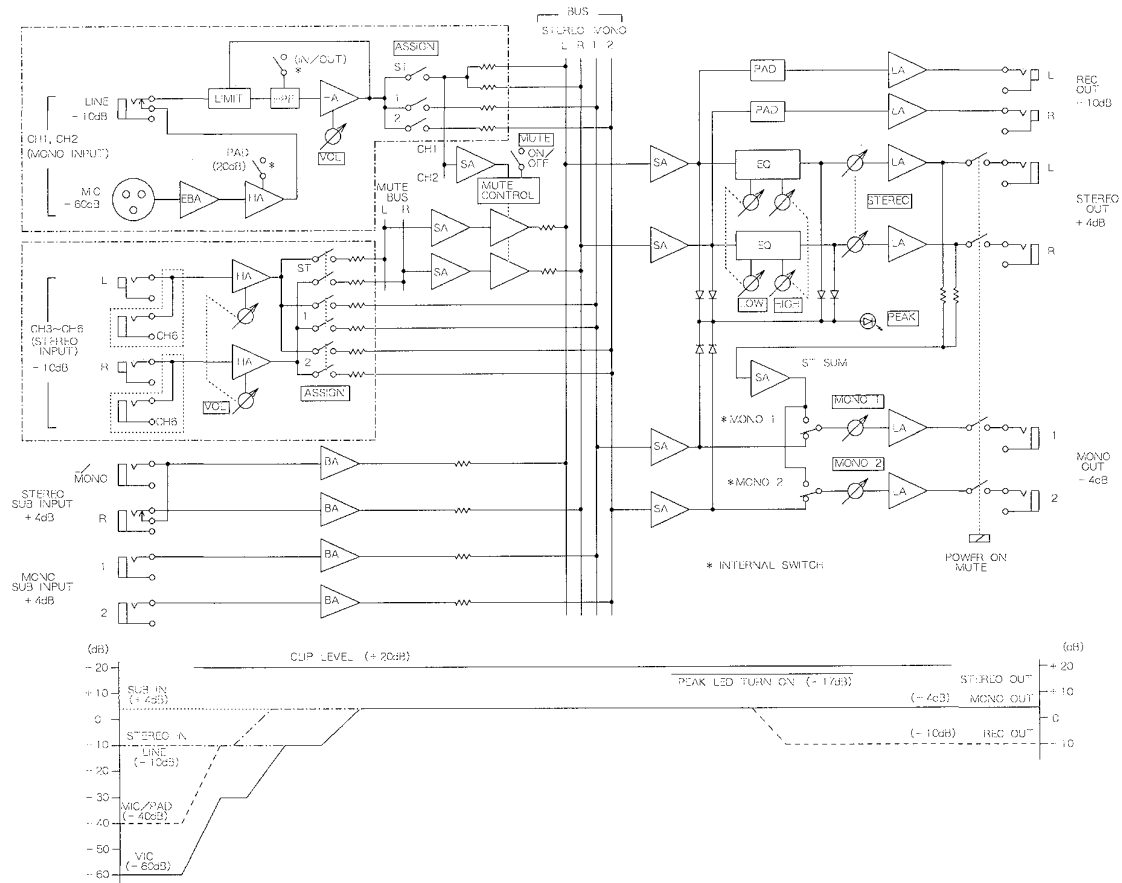 BUS
STEREO MONO
L R 1 2
ASSIGN
ST
1
2
(IN/OUT)
*
LIMIT
HPF
HA
VOL
LINE
-10dB
CH1, CH2
(MONO INPUT)
PAD
(20dB)
*
MIC
-60dB
EBA
HA
CH1
CH2
SA
MUTE
ON/
OFF
MUTE
CONTROL
MUTE
BUS
L R
SA
SA
L
CH6
CH3~CH6
(STEREO
INPUT)
-10dB
R
CH6
HA
HA
VOL
ST
1
2
ASSIGN
L/
MONO
STEREO
SUB INPUT
+4dB
R
BA
BA
MONO
SUB INPUT
+4dB
1
2
BA
BA
SA
SA
SA
SA
PAD
PAD
LA
LA
L
R
REC
OUT
-10dB
EQ
EQ
LOW
HIGH
STEREO
LA
LA
L
R
STEREO
OUT
+4dB
PEAK
ST SUM
SA
*MONO 1
*MONO 2
MONO 1
MONO 2
LA
LA
1
2
MONO
OUT
-4dB
POWER ON
MUTE
* INTERNAL SWITCH
(dB)
-20
+10
0
-10
-20
-30
-40
-50
-60
CLIP LEVEL (+20dB)
PEAK LED TURN ON (-17dB)
SUB IN
(+4dB)
STEREO IN
LINE
(-10dB)
MIC/PAD
(-40dB)
MIC
(-60dB)
STEREO OUT
(-4dB) MONO OUT
(-10dB) REC OUT
(dB)
+20
+10
0
-10